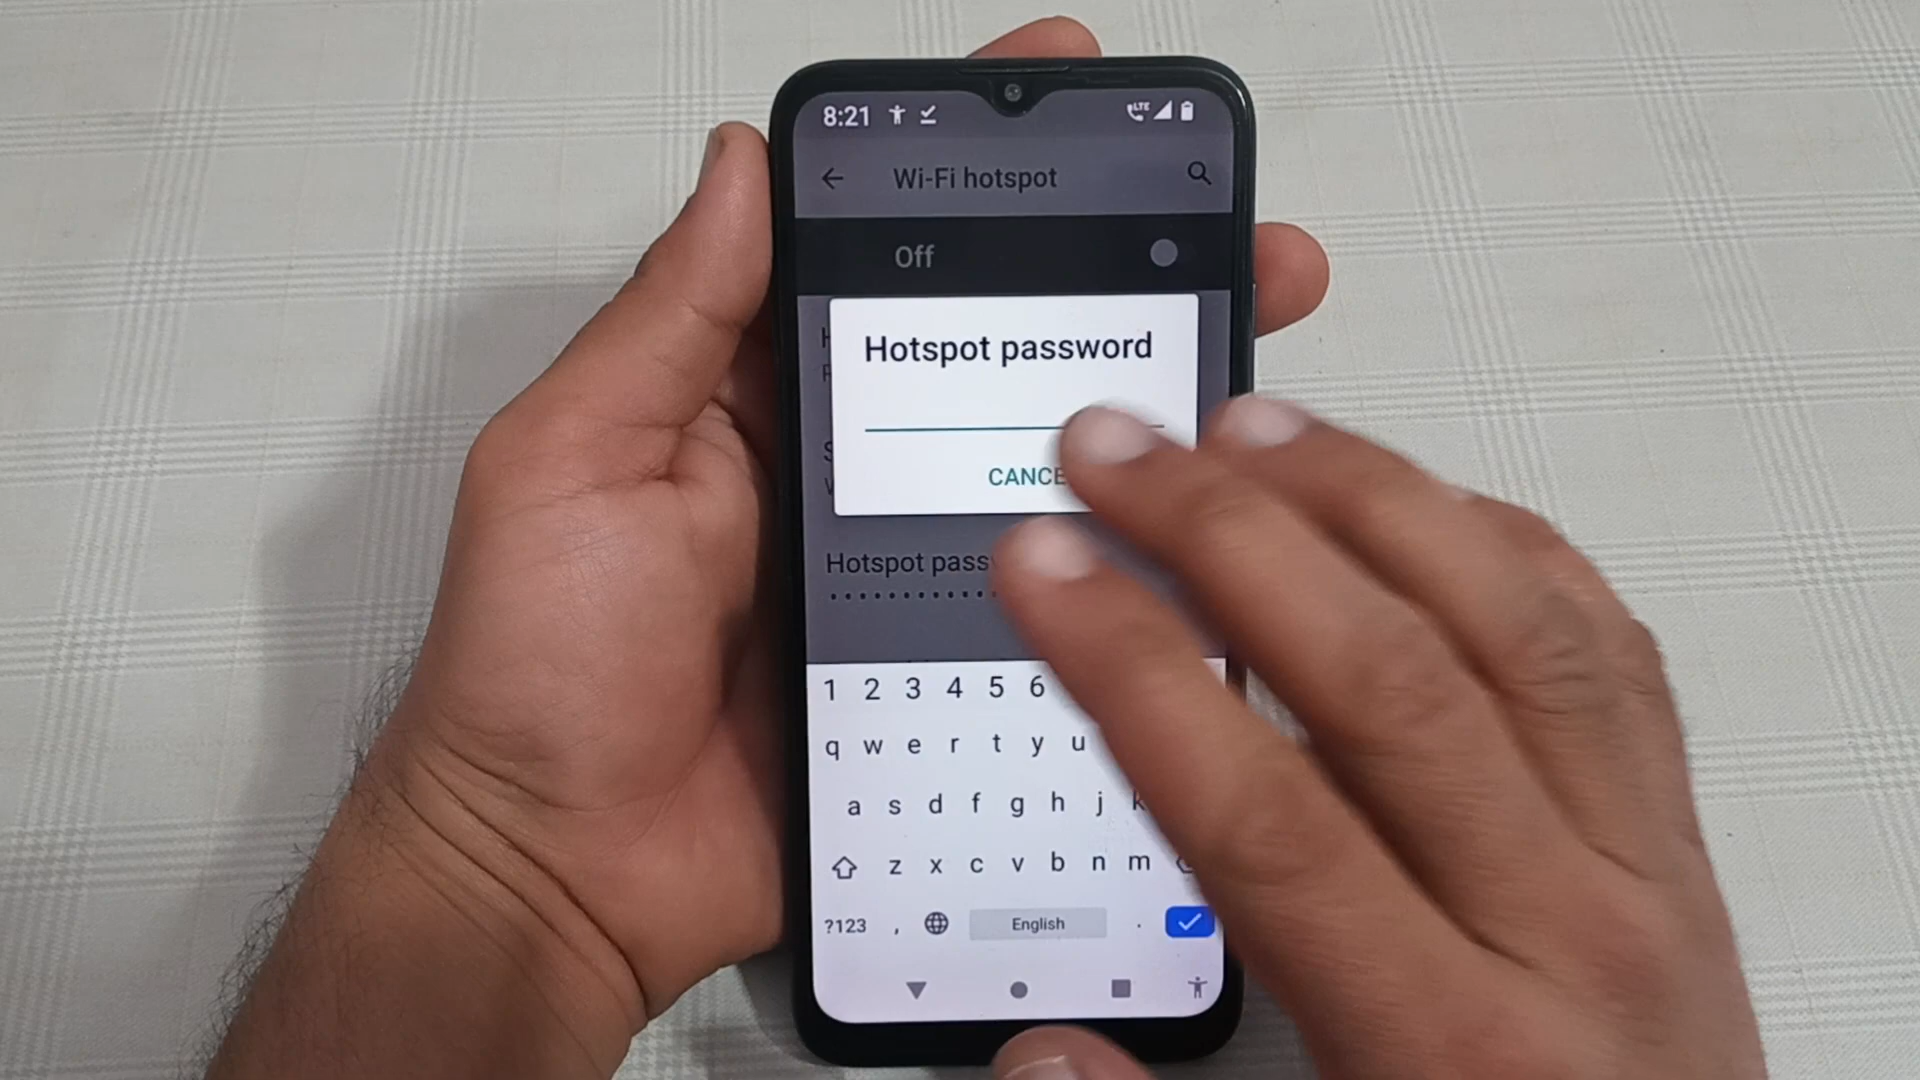 8:21 LTE
Wi-Fi hotspot
Off
Hotspot password
CANCE
Hotspot pass
1 2 3 4 5 6
q w e r t y u
a s d f g h j k
z x c v b n m
?123 , English .